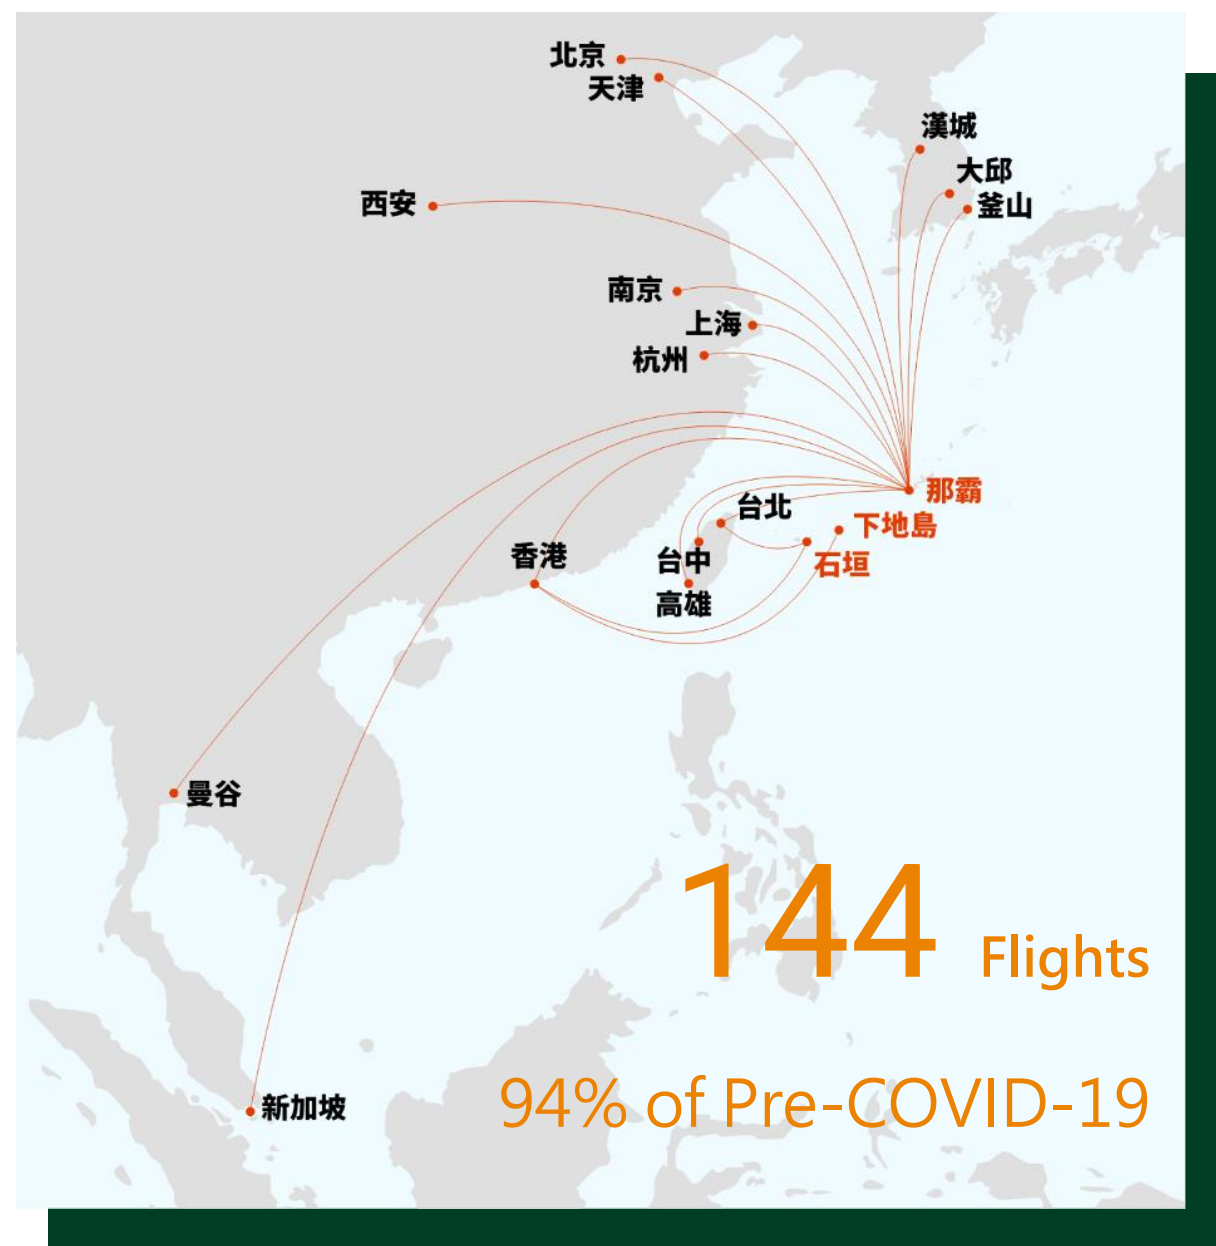 北京
天津
漢城
大邱
釜山
西安
南京
上海
杭州
那霸
台北
下地島
香港
台中
石垣
高雄
曼谷
144 Flights
94% of Pre-COVID-19
新加坡